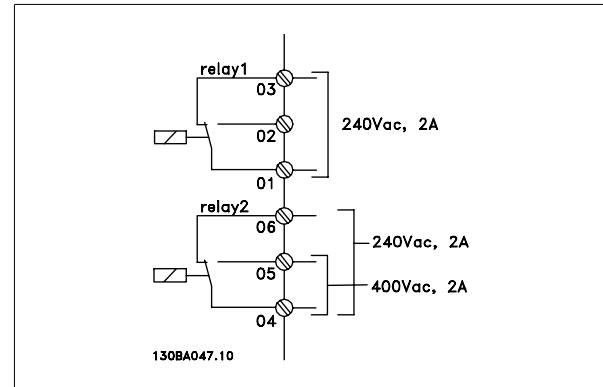 relay1
03
02
240Vac, 2A
01
relay2
06
240Vac, 2A
05
400Vac, 2A
04
130BA047.10